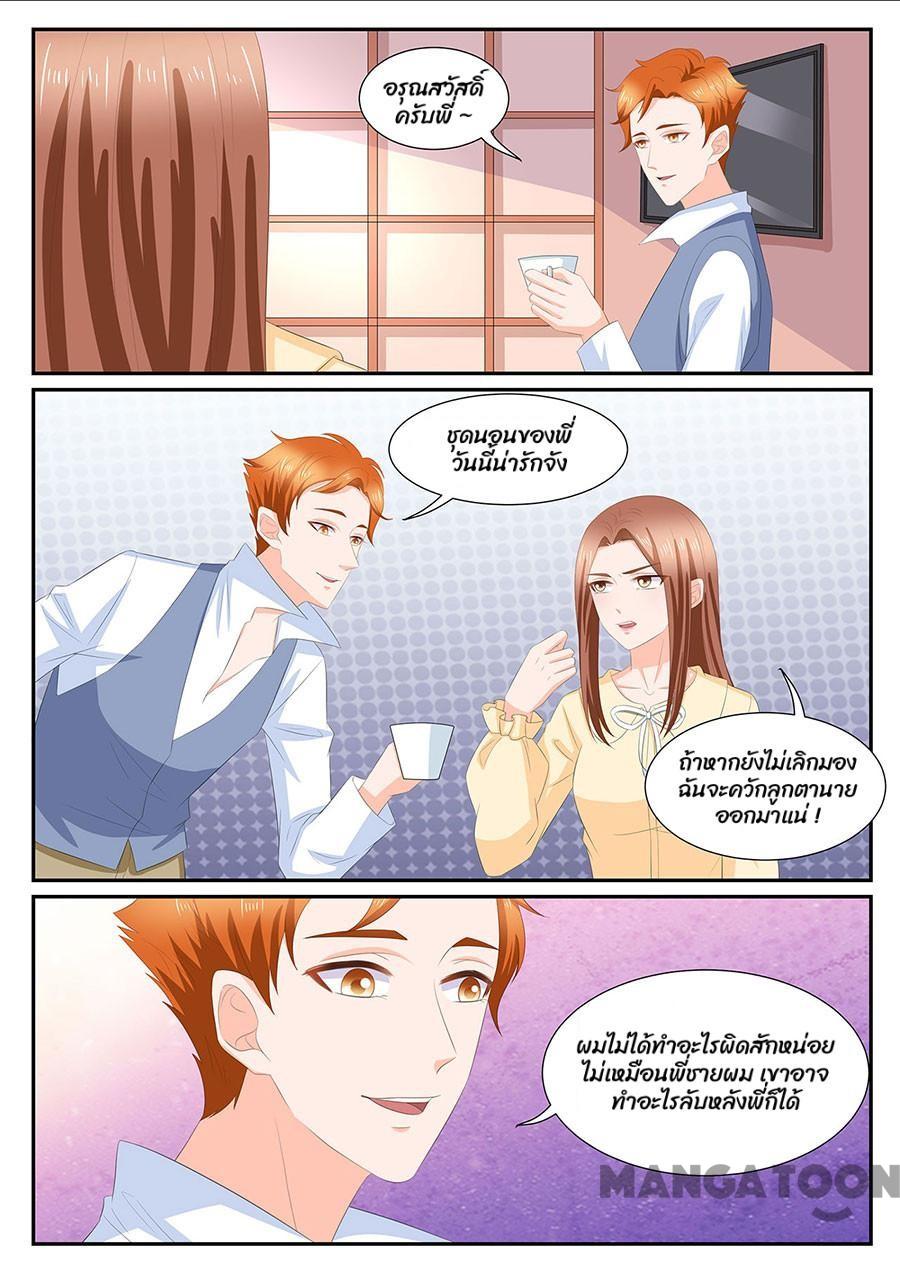 อรุณสวัสดิ์
ครับพี่ ~
ชุดนอนของพี่
วันนี้น่ารักจัง
ถ้าหากยังไม่เลิกมอง
ฉันจะควักลูกตานาย
ออกมาแน่ !
ผมไม่ได้ทำอะไรผิดสักหน่อย
ไม่เหมือนพี่ชายผม เขาอาจ
ทำอะไรลับหลังพี่ก็ได้
MANGATOON